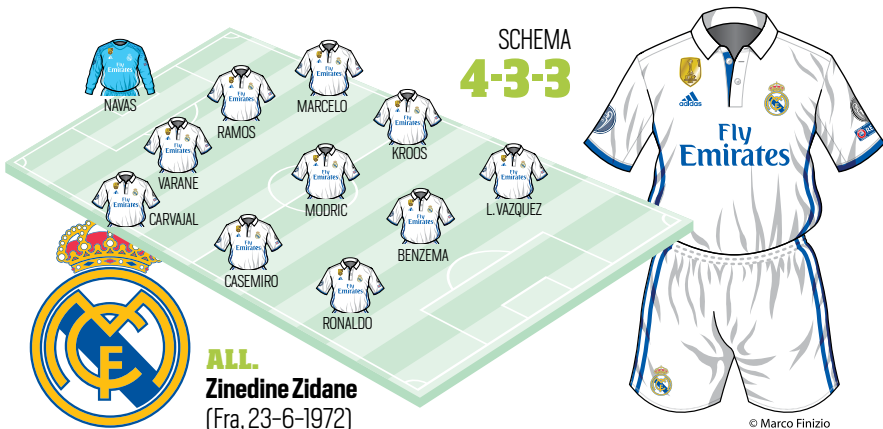 SCHEMA
4-3-3
NAVAS
RAMOS
MARCELO
KROOS
VARANE
CARVAJAL
MODRIC
L.VAZQUEZ
CASEMIRO
BENZEMA
RONALDO
ALL.
Zinedine Zidane
(Fra, 23-6-1972)
adidas
Fly
Emirates
© Marco Finizio